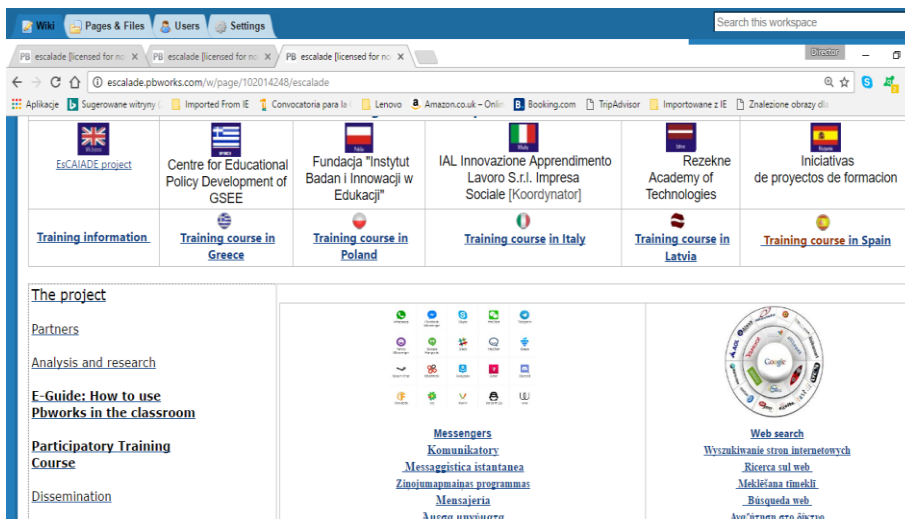 Wiki
Pages & Files
Users
Settings
Search this workspace
PB escalade [licensed for no X
PB escalade [licensed for no X
PB escalade [licensed for no X
Director
escalade.pbworks.com/w/page/102014248/escalade
Aplikacje
Sugerowane witryny (
Imported From IE
Convocatoria para la
Lenovo
Amazon.co.uk – Onlin
Booking.com
TripAdvisor
Importowane z IE
Znalezione obrazy dla
EsCAlADE project
Centre for Educational
Policy Development of
GSEE
Fundacja "Instytut
Badan i Innowacji w
Edukacji"
IAL Innovazione Apprendimento
Lavoro S.r.l. Impresa
Sociale [Koordynator]
Rezekne
Academy of
Technologies
Iniciativas
de proyectos de formacion
Training information
Training course in
Greece
Training course in
Poland
Training course in Italy
Training course in
Latvia
Training course in Spain
The project
Partners
Analysis and research
E-Guide: How to use
Pbworks in the classroom
Participatory Training
Course
Dissemination
Messengers
Komunikatory
Messaggistica istantanea
Ziņojumapmaiņas programmas
Mensajeria
Άμεσα μηνύματα
Google
Web search
Wyszukiwanie stron internetowych
Ricerca sul web
Meklēšana tīmeklī
Búsqueda web